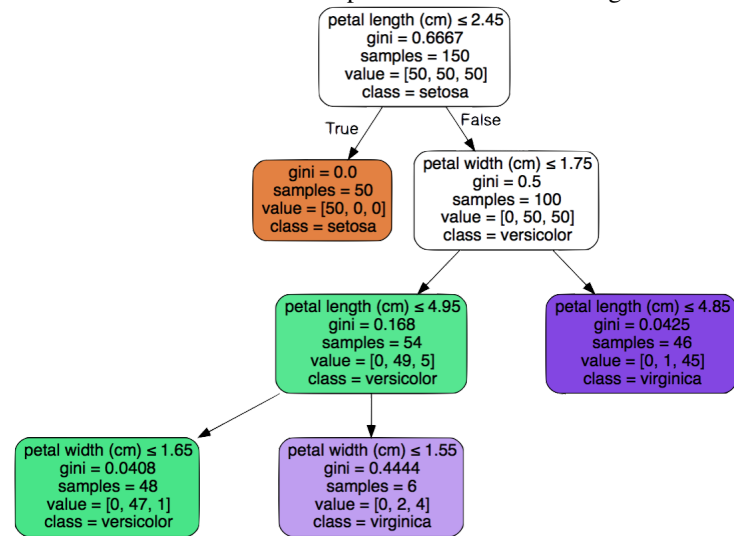 petal length (cm) ≤ 2.45
gini = 0.6667
samples = 150
value = [50, 50, 50]
class = setosa
True
False
gini = 0.0
samples = 50
value = [50, 0, 0]
class = setosa
petal width (cm) ≤ 1.75
gini = 0.5
samples = 100
value = [0, 50, 50]
class = versicolor
petal length (cm) ≤ 4.95
gini = 0.168
samples = 54
value = [0, 49, 5]
class = versicolor
petal length (cm) ≤ 4.85
gini = 0.0425
samples = 46
value = [0, 1, 45]
class = virginica
petal width (cm) ≤ 1.65
gini = 0.0408
samples = 48
value = [0, 47, 1]
class = versicolor
petal width (cm) ≤ 1.55
gini = 0.4444
samples = 6
value = [0, 2, 4]
class = virginica